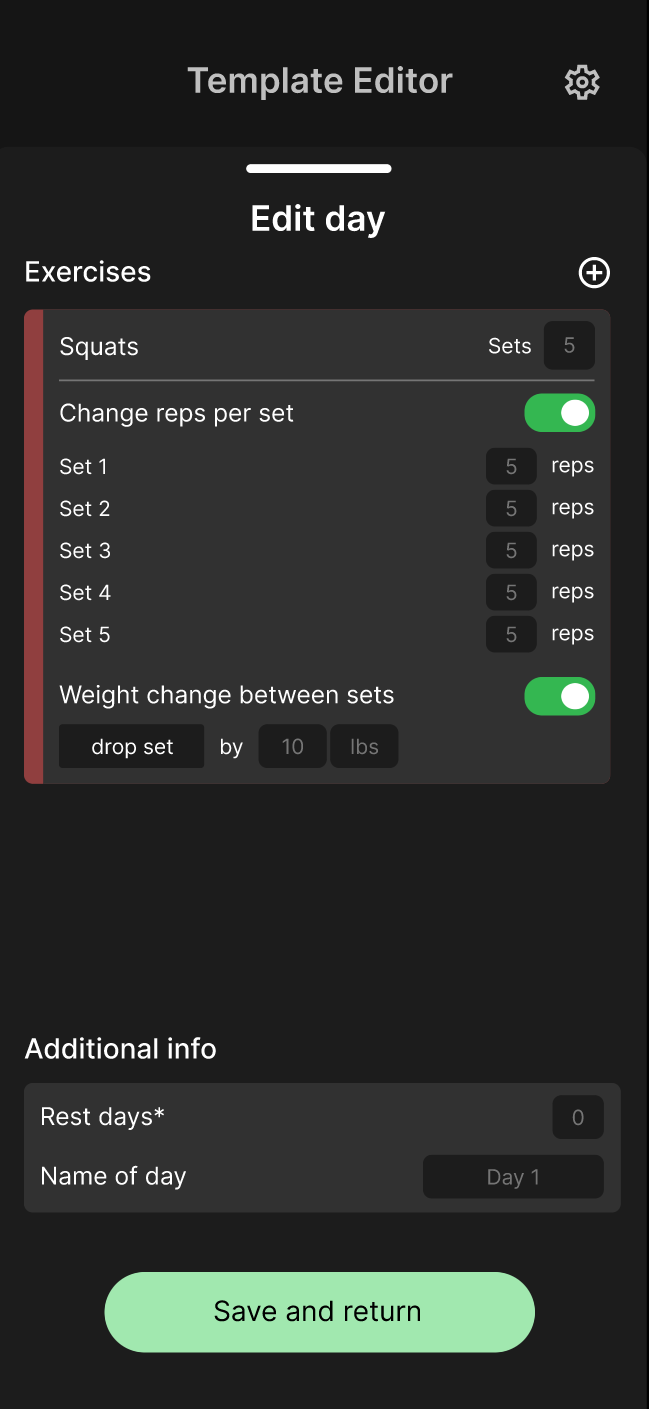 Template Editor
Edit day
Exercises
Squats Sets 5
Change reps per set
Set 1 5 reps
Set 2 5 reps
Set 3 5 reps
Set 4 5 reps
Set 5 5 reps
Weight change between sets
drop set by 10 lbs
Additional info
Rest days* 0
Name of day Day 1
Save and return